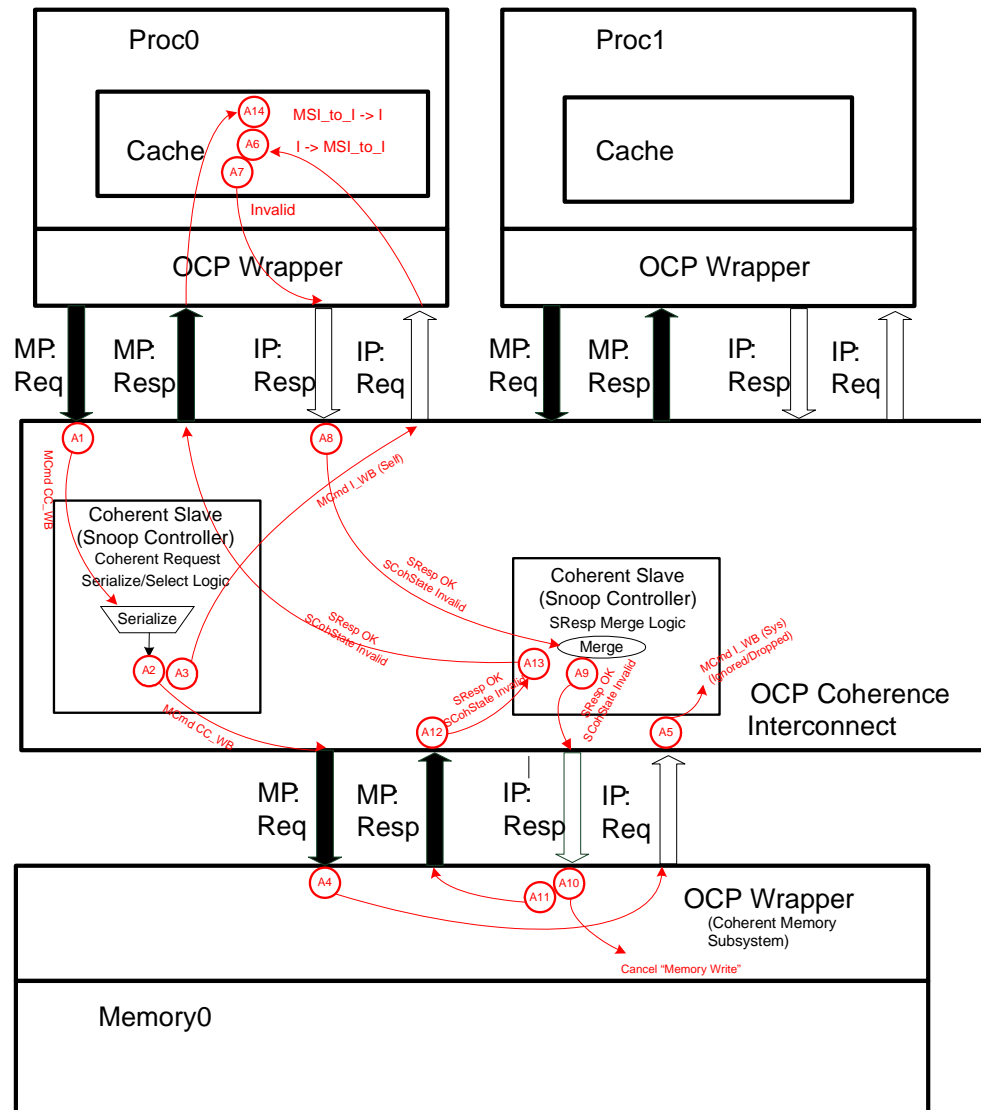 Proc0
Proc1
A14
MSI_to_I -> I
Cache
A6
I -> MSI_to_I
A7
Cache
Invalid
OCP Wrapper
OCP Wrapper
MP:
Req
MP:
Resp
IP:
Resp
IP:
Req
MP:
Req
MP:
Resp
IP:
Resp
IP:
Req
A1
A8
MCmd CC_WB
MCmd I_WB (Self)
Coherent Slave
(Snoop Controller)
Coherent Request
Serialize/Select Logic
Serialize
A2
A3
MCmd CC_WB
SResp OK
SCohState Invalid
SResp OK
SCohState Invalid
Coherent Slave
(Snoop Controller)
SResp Merge Logic
Merge
A13
A9
SResp OK
SCohState Invalid
SResp OK
SCohState Invalid
MCmd I_WB (Sys)
(Ignored/Dropped)
A12
A5
OCP Coherence
Interconnect
MP:
Req
MP:
Resp
IP:
Resp
IP:
Req
A4
A11
A10
OCP Wrapper
(Coherent Memory
Subsystem)
Cancel “Memory Write”
Memory0